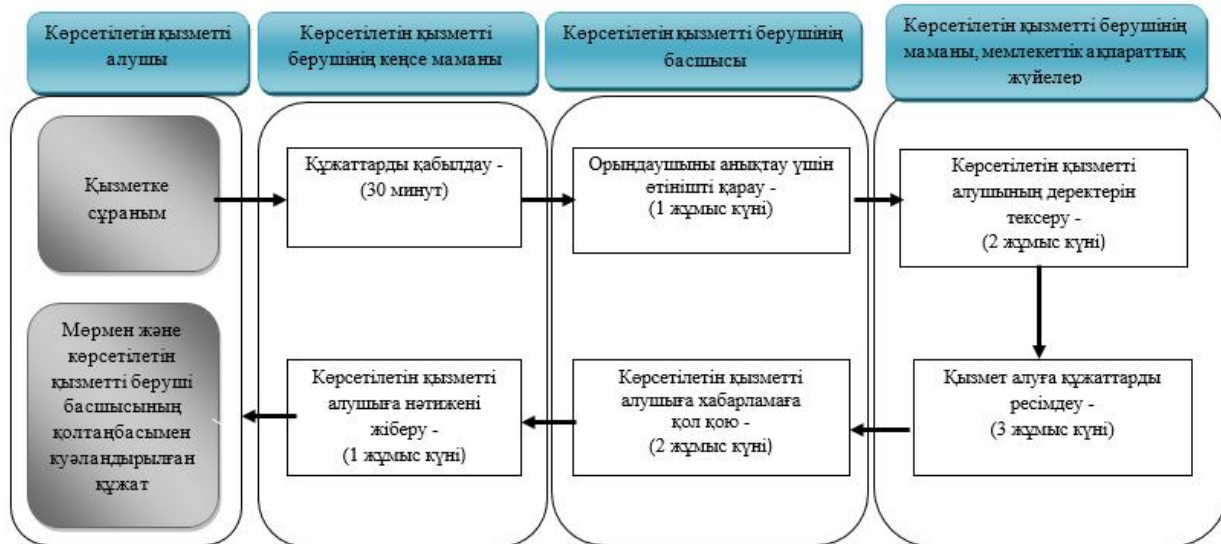 Көрсетілетін қызметті
алушы
Көрсетілетін қызметті
берушінің кеңсе маманы
Көрсетілетін қызметті берушінің
басшысы
Көрсетілетін қызметті берушінің
маманы, мемлекеттік ақпараттық
жүйелер
Қызметке
сұраным
Құжаттарды қабылдау -
(30 минут)
Орындаушыны анықтау үшін
өтінішті қарау -
(1 жұмыс күні)
Көрсетілетін қызметті
алушының деректерін
тексеру -
(2 жұмыс күні)
Мөрмен және
көрсетілетін
қызметті беруші
басшысының
қолтаңбасымен
куәландырылған
құжат
Көрсетілетін қызметті
алушыға нәтижені
жіберу -
(1 жұмыс күні)
Көрсетілетін қызметті
алушыға хабарламаға
қол қою -
(2 жұмыс күні)
Қызмет алуға құжаттарды
ресімдеу -
(3 жұмыс күні)